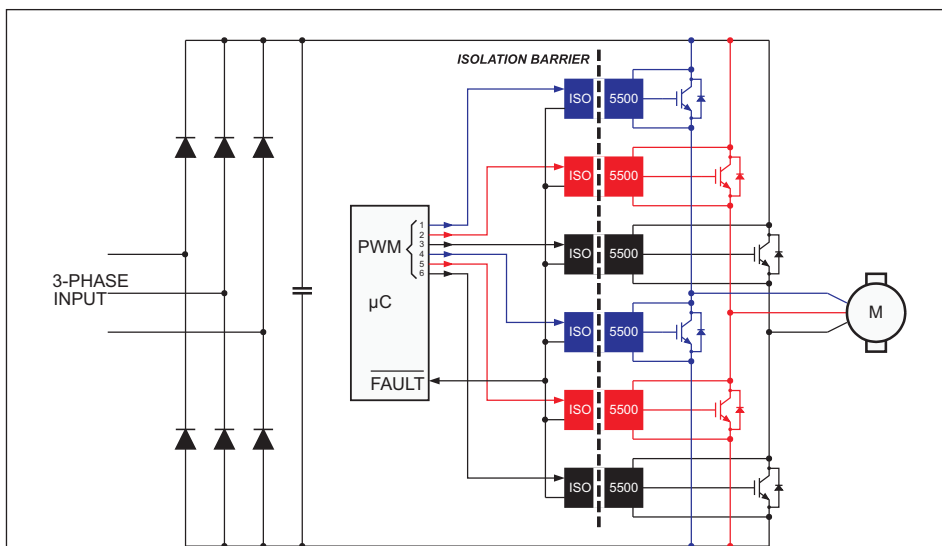 ISOLATION BARRIER
ISO 5500
ISO 5500
ISO 5500
ISO 5500
ISO 5500
ISO 5500
3-PHASE
INPUT
PWM
1
2
3
4
5
6
µC
FAULT
M